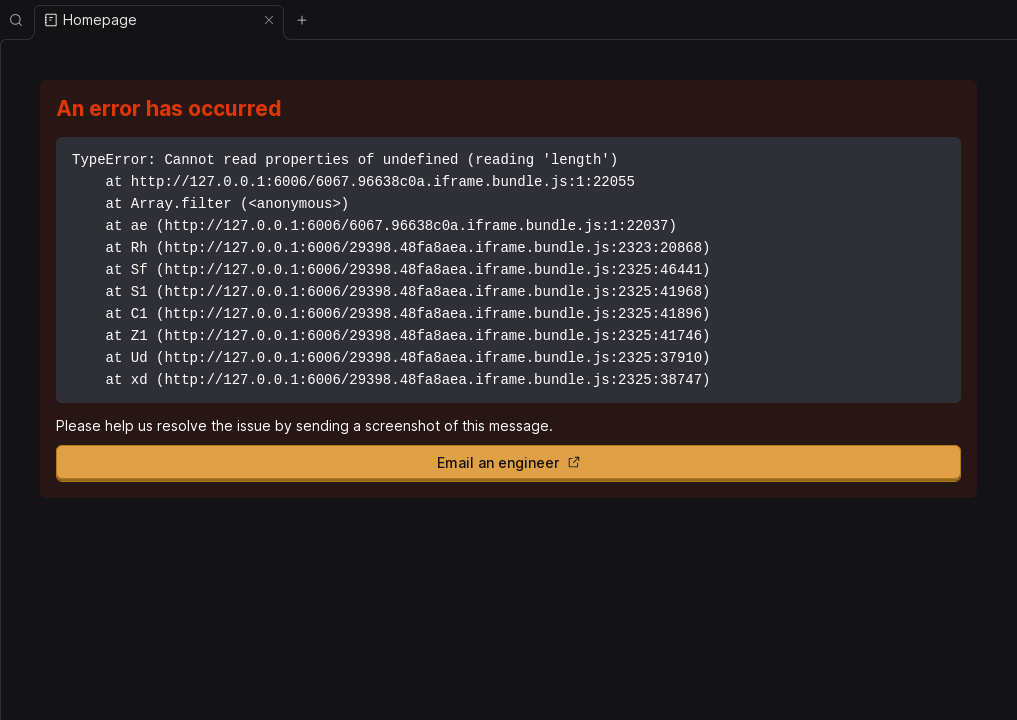 Homepage
An error has occurred
TypeError: Cannot read properties of undefined (reading 'length')
at http://127.0.0.1:6006/6067.96638c0a.iframe.bundle.js:1:22055
at Array.filter (<anonymous>)
at ae (http://127.0.0.1:6006/6067.96638c0a.iframe.bundle.js:1:22037)
at Rh (http://127.0.0.1:6006/29398.48fa8aea.iframe.bundle.js:2323:20868)
at Sf (http://127.0.0.1:6006/29398.48fa8aea.iframe.bundle.js:2325:46441)
at S1 (http://127.0.0.1:6006/29398.48fa8aea.iframe.bundle.js:2325:41968)
at C1 (http://127.0.0.1:6006/29398.48fa8aea.iframe.bundle.js:2325:41896)
at Z1 (http://127.0.0.1:6006/29398.48fa8aea.iframe.bundle.js:2325:41746)
at Ud (http://127.0.0.1:6006/29398.48fa8aea.iframe.bundle.js:2325:37910)
at xd (http://127.0.0.1:6006/29398.48fa8aea.iframe.bundle.js:2325:38747)
Please help us resolve the issue by sending a screenshot of this message.
Email an engineer